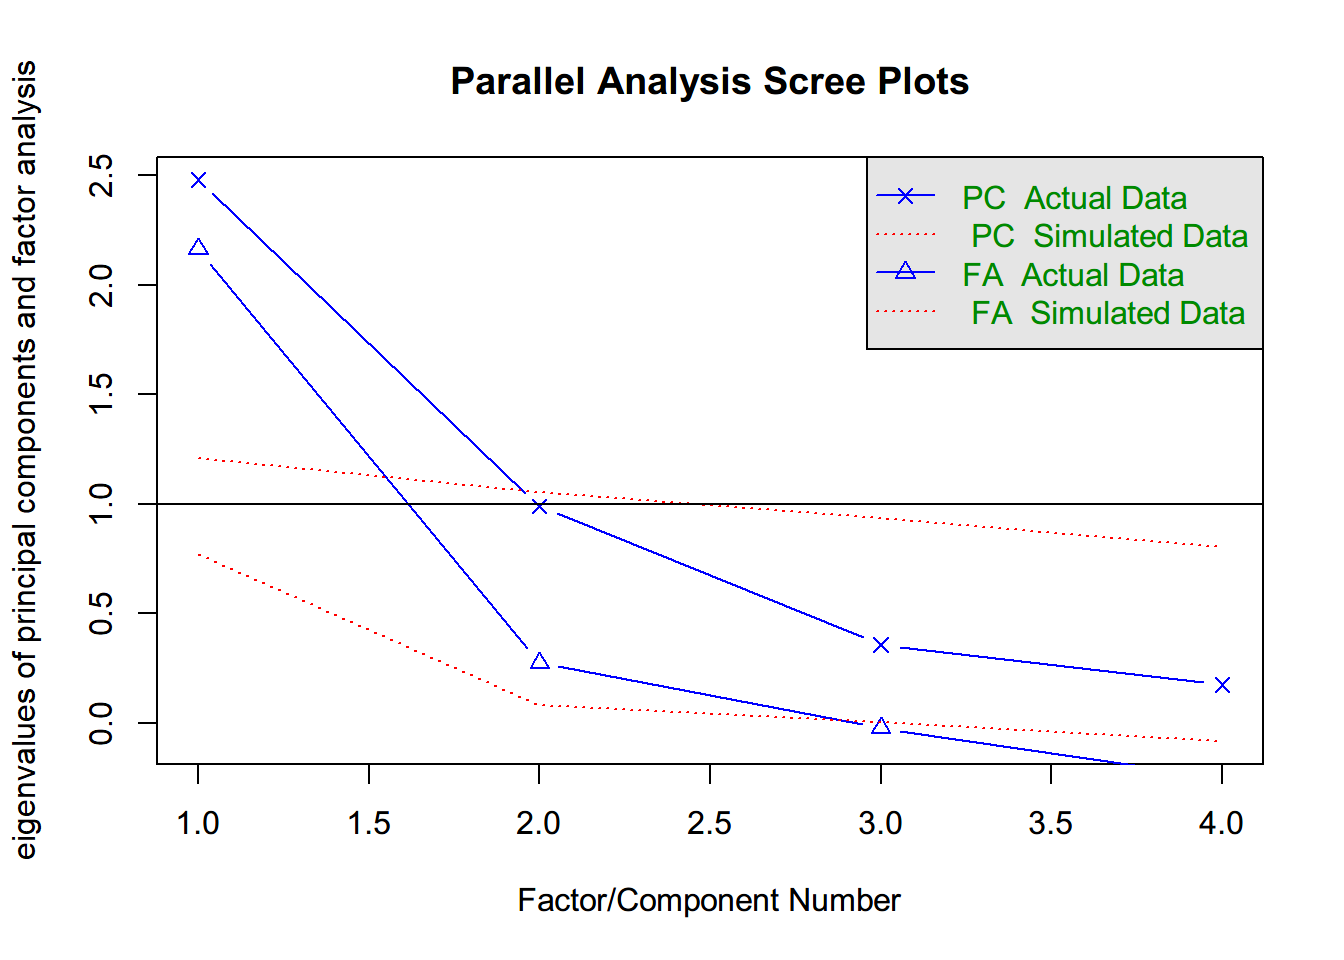 Parallel Analysis Scree Plots
eigenvalues of principal components and factor analysis
2.5
2.0
1.5
1.0
0.5
0.0
PC Actual Data
PC Simulated Data
FA Actual Data
FA Simulated Data
1.0 1.5 2.0 2.5 3.0 3.5 4.0
Factor/Component Number